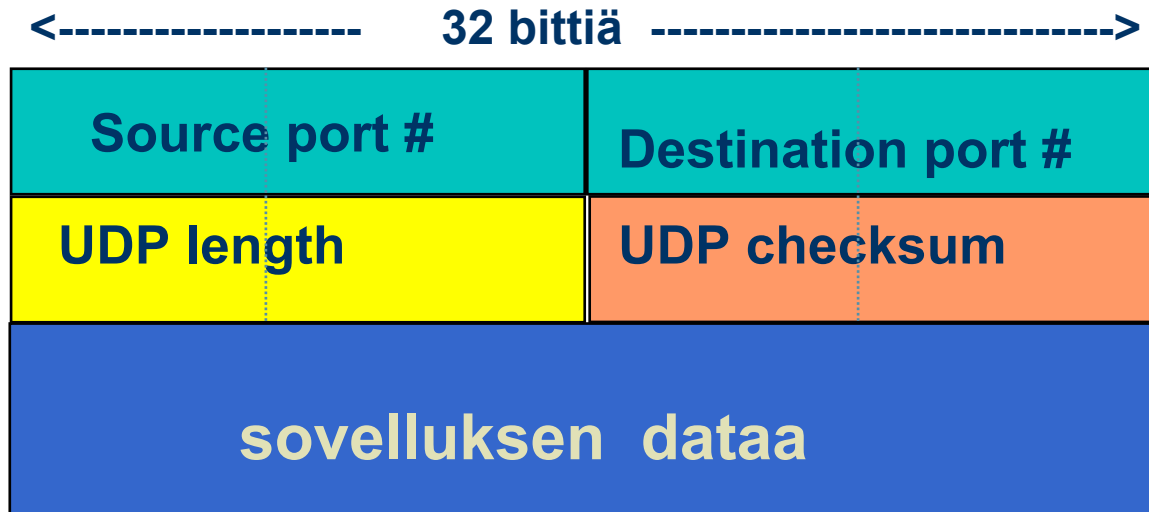 <------------------- 32 bittiä ----------------------------->
Source port # Destination port #
UDP length UDP checksum
sovelluksen dataa